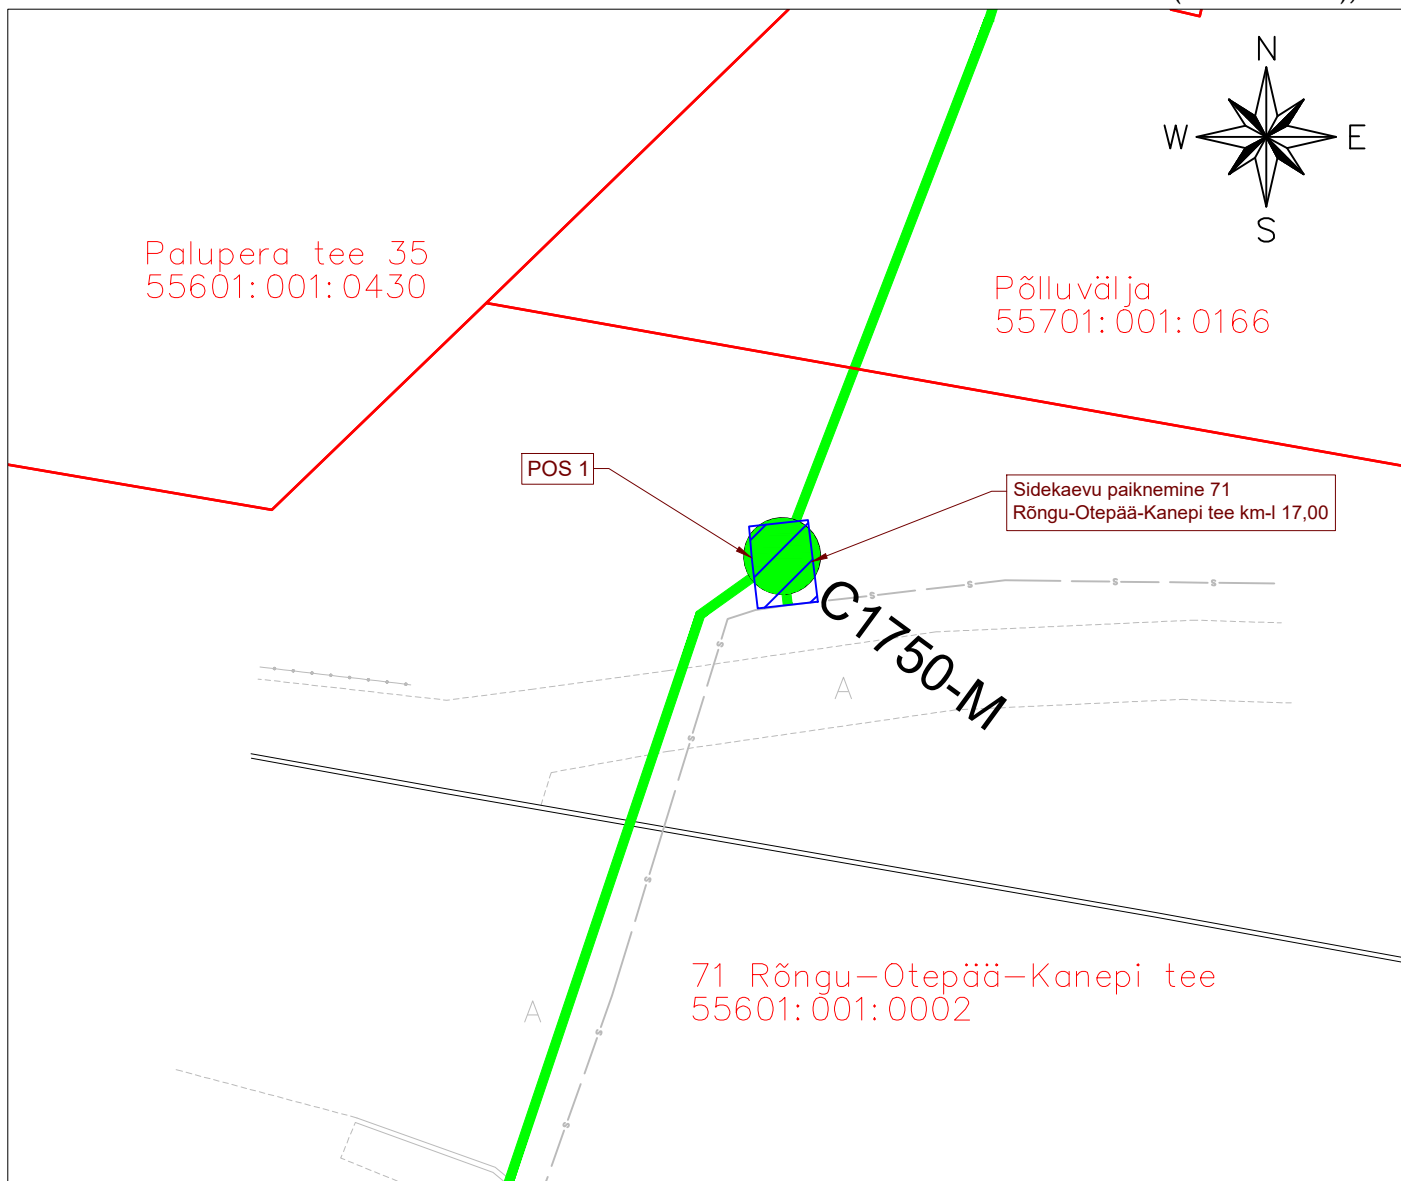 N
W E
S
Palupera tee 35
55601:001:0430
Põlluvälja
55701:001:0166
POS 1
Sidekaevu paiknemine 71
Rõngu-Otepää-Kanepi tee km-l 17,00
C1750-M
s s s s
s
A
s
s
71 Rõngu-Otepää-Kanepi tee
55601:001:0002
A
s
s